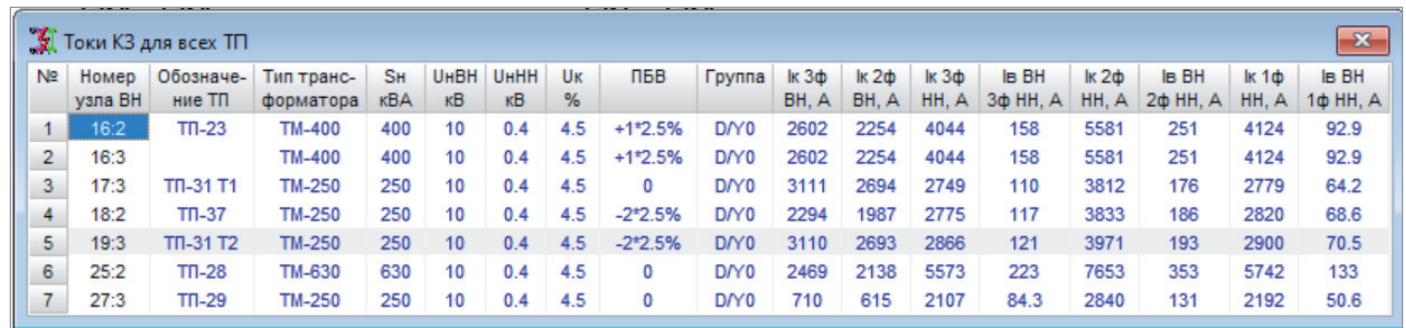 Токи КЗ для всех ТП
№ Номер узла ВН Обозначе-ние ТП Тип транс-форматора Sн кВА UнВН кВ UнНН кВ Uк % ПБВ Группа Iк 3ф ВН, А Iк 2ф ВН, А Iк 3ф НН, А Iв ВН 3ф НН, А Iк 2ф НН, А Iв ВН 2ф НН, А Iк 1ф НН, А Iв ВН 1ф НН, А
1 16:2 ТП-23 ТМ-400 400 10 0.4 4.5 +1*2.5% D/Y0 2602 2254 4044 158 5581 251 4124 92.9
2 16:3 ТМ-400 400 10 0.4 4.5 +1*2.5% D/Y0 2602 2254 4044 158 5581 251 4124 92.9
3 17:3 ТП-31 Т1 ТМ-250 250 10 0.4 4.5 0 D/Y0 3111 2694 2749 110 3812 176 2779 64.2
4 18:2 ТП-37 ТМ-250 250 10 0.4 4.5 -2*2.5% D/Y0 2294 1987 2775 117 3833 186 2820 68.6
5 19:3 ТП-31 Т2 ТМ-250 250 10 0.4 4.5 -2*2.5% D/Y0 3110 2693 2866 121 3971 193 2900 70.5
6 25:2 ТП-28 ТМ-630 630 10 0.4 4.5 0 D/Y0 2469 2138 5573 223 7653 353 5742 133
7 27:3 ТП-29 ТМ-250 250 10 0.4 4.5 0 D/Y0 710 615 2107 84.3 2840 131 2192 50.6